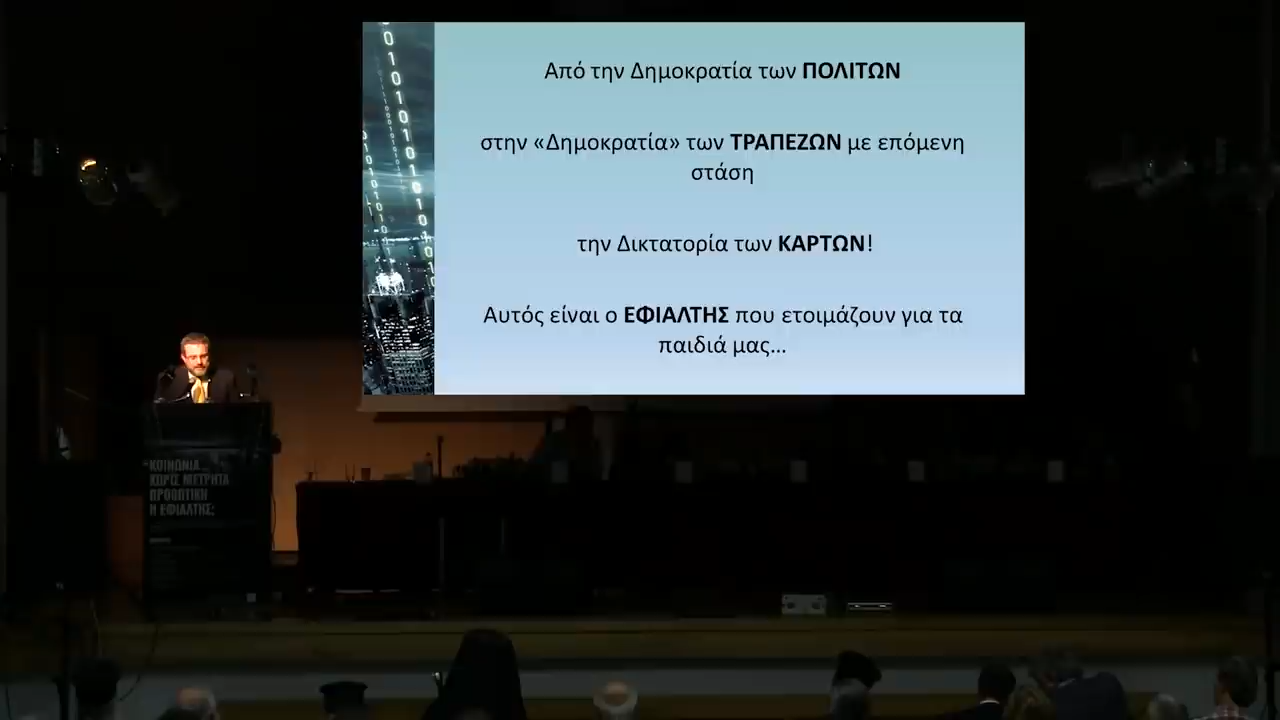 Από την Δημοκρατία των ΠΟΛΙΤΩΝ
στην «Δημοκρατία» των ΤΡΑΠΕΖΩΝ με επόμενη
στάση
την Δικτατορία των ΚΑΡΤΩΝ!
Αυτός είναι ο ΕΦΙΑΛΤΗΣ που ετοιμάζουν για τα
παιδιά μας...
ΚΟΙΝΩΝΙΑ...
ΧΩΡΙΣ ΜΕΤΡΗΤΑ
ΠΡΟΟΠΤΙΚΗ
Η ΕΦΙΑΛΤΗΣ;